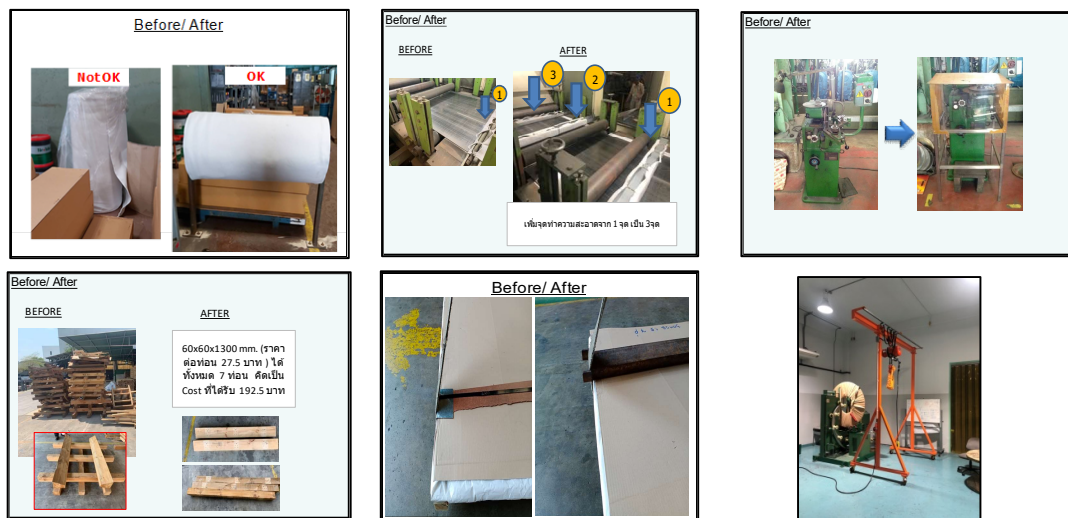 Before/ After
NotOK
OK
Before/ After
BEFORE
AFTER
1
3
2
1
เพิ่มจุดทำความสะอาดจาก 1 จุด เป็น 3จุด
Before/ After
Before/ After
BEFORE
AFTER
60x60x1300 mm. (ราคา
ต่อท่อน 27.5 บาท ) ได้
ทั้งหมด 7 ท่อน คิดเป็น
Cost ที่ได้รับ 192.5 บาท
Before/ After